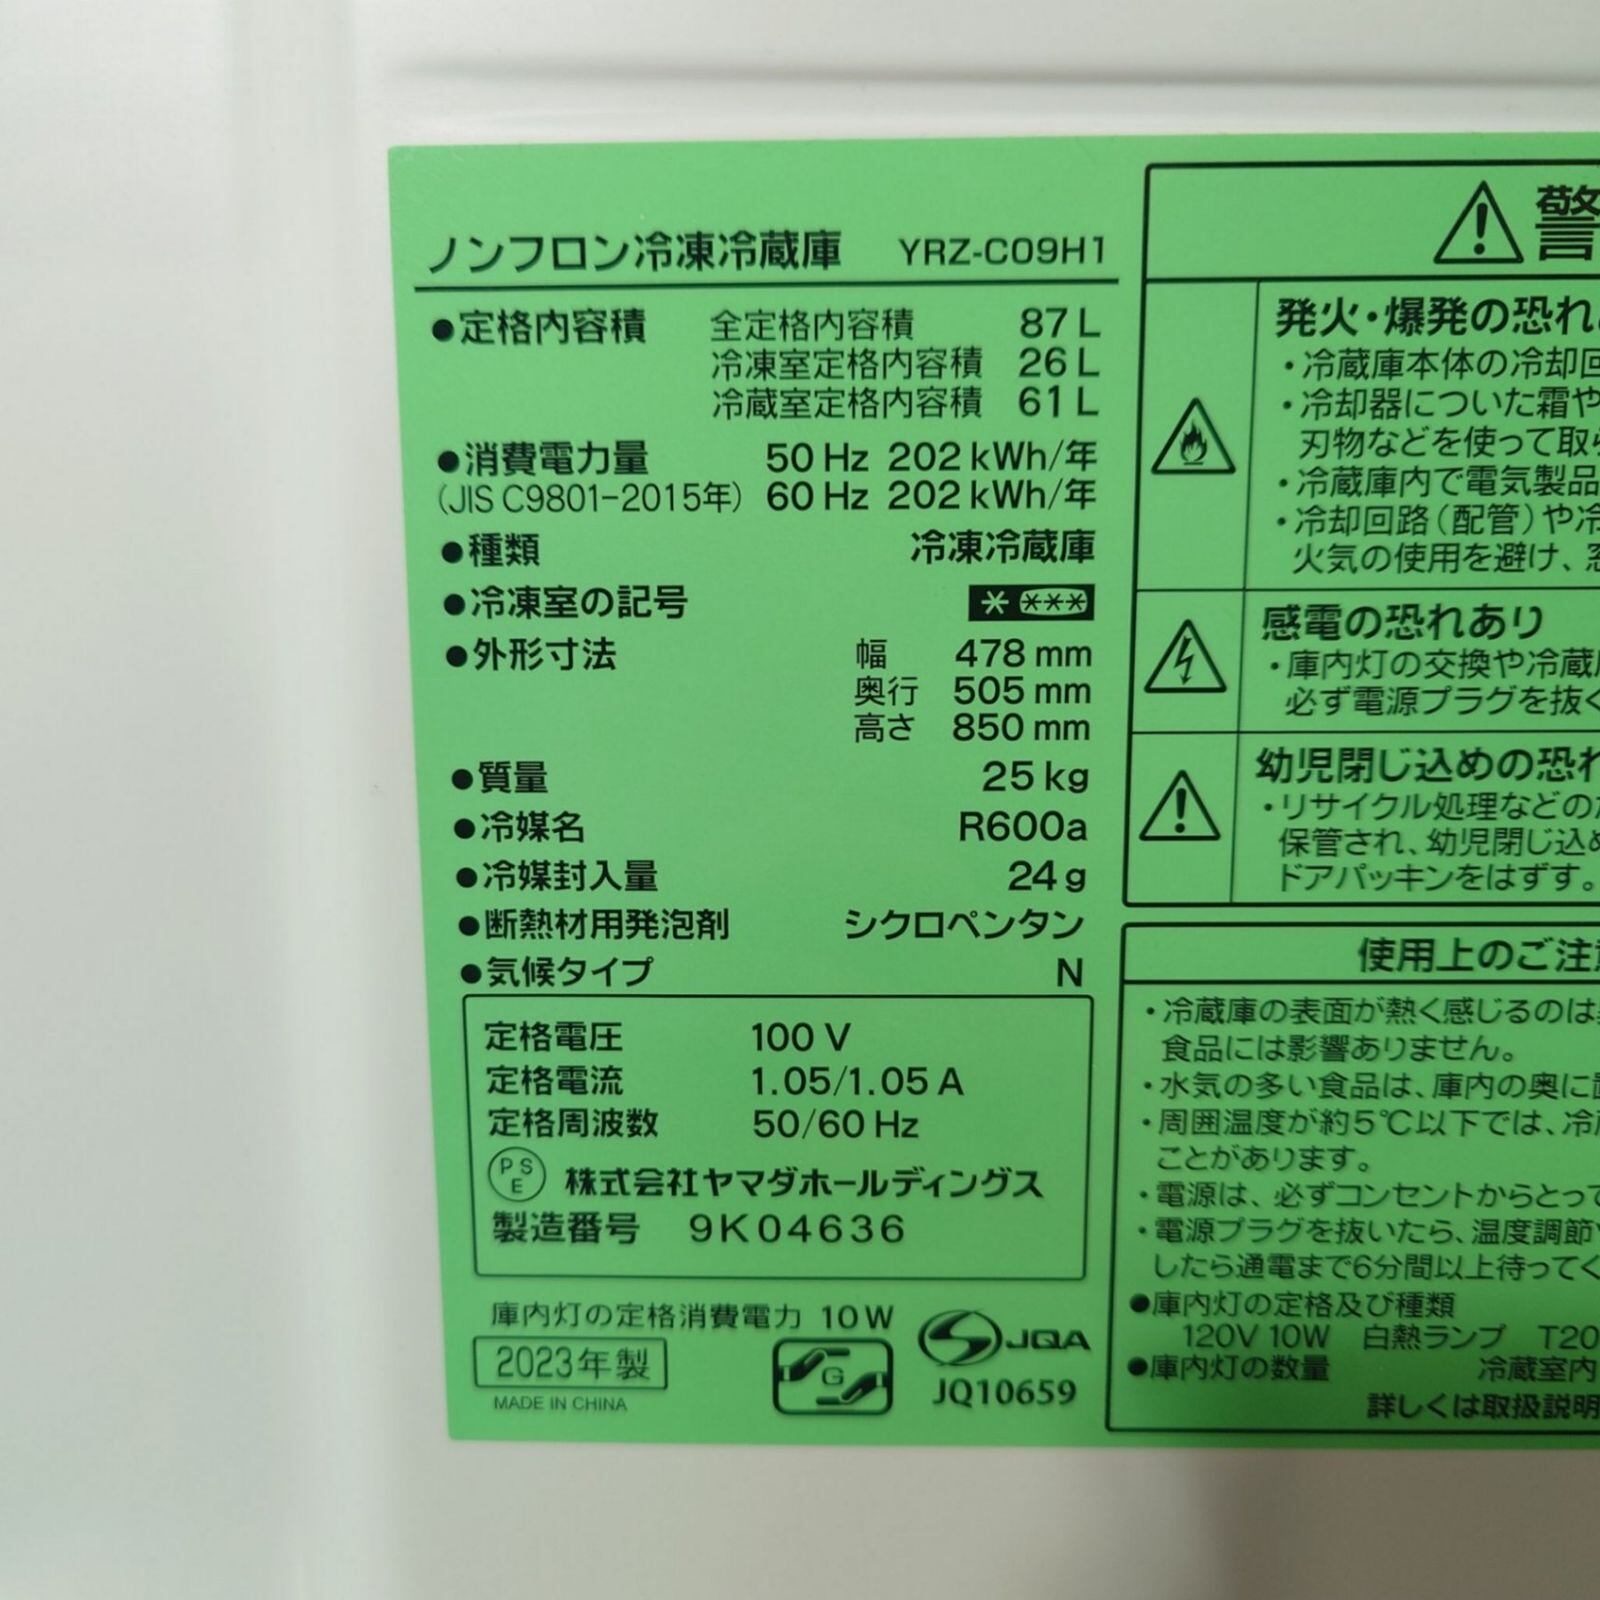 ノンフロン冷凍冷蔵庫 YRZ-C09H1
●定格内容積 全定格内容積 87 L
冷凍室定格内容積 26 L
冷蔵室定格内容積 61 L
●消費電力量 50 Hz 202 kWh/年
(JIS C9801-2015年) 60 Hz 202 kWh/年
●種類 冷凍冷蔵庫
●冷凍室の記号
●外形寸法 幅 478 mm
奥行 505 mm
高さ 850 mm
●質量 25 kg
●冷媒名 R600a
●冷媒封入量 24 g
●断熱材用発泡剤 シクロペンタン
●気候タイプ N
定格電圧 100 V
定格電流 1.05/1.05 A
定格周波数 50/60 Hz
PSE 株式会社ヤマダホールディングス
製造番号 9K04636
庫内灯の定格消費電力 10W
2023年製
MADE IN CHINA
G
JQA
JQ10659
警
発火・爆発の恐れ
・冷蔵庫本体の冷却回
・冷却器についた霜や
刃物などを使って取
・冷蔵庫内で電気製品
・冷却回路(配管)や冷
火気の使用を避け、
感電の恐れあり
・庫内灯の交換や冷蔵
必ず電源プラグを抜く
幼児閉じ込めの恐れ
・リサイクル処理などの
保管され、幼児閉じ込め
ドアパッキンをはずす。
使用上のご注意
・冷蔵庫の表面が熱く感じるのは
食品には影響ありません。
・水気の多い食品は、庫内の奥に
・周囲温度が約5℃以下では、冷
ことがあります。
・電源は、必ずコンセントからとって
・電源プラグを抜いたら、温度調節
したら通電まで6分間以上待ってく
●庫内灯の定格及び種類
120V 10W 白熱ランプ T20
●庫内灯の数量 冷蔵室内
詳しくは取扱説明